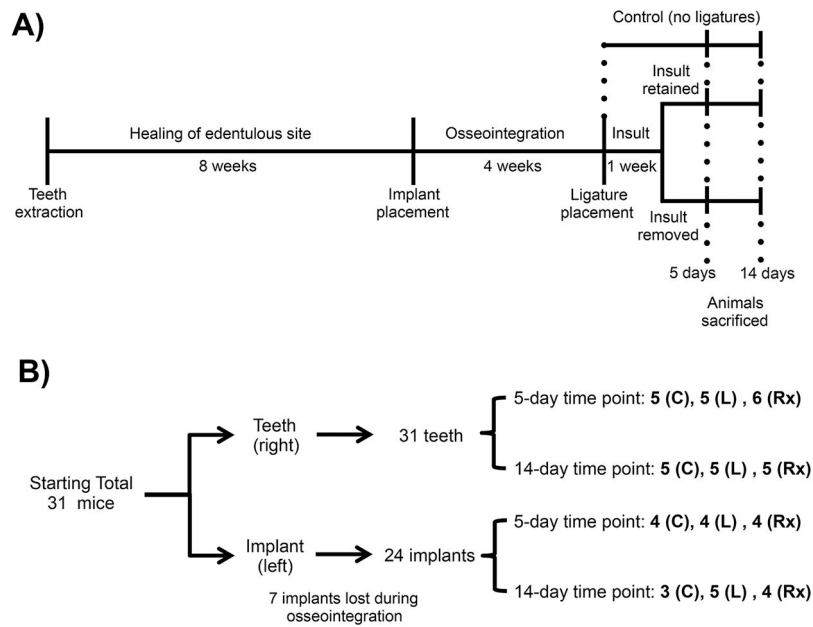 A)
Control (no ligatures)
Insult
retained
Healing of edentulous site
Osseointegration
Insult
8 weeks
4 weeks
1 week
Teeth
extraction
Implant
placement
Ligature
placement
Insult
removed
5 days
14 days
Animals
sacrificed
B)
Starting Total
31 mice
Teeth
(right)
31 teeth
5-day time point: 5 (C), 5 (L) , 6 (Rx)
14-day time point: 5 (C), 5 (L) , 5 (Rx)
Implant
(left)
24 implants
5-day time point: 4 (C), 4 (L) , 4 (Rx)
14-day time point: 3 (C), 5 (L) , 4 (Rx)
7 implants lost during
osseointegration